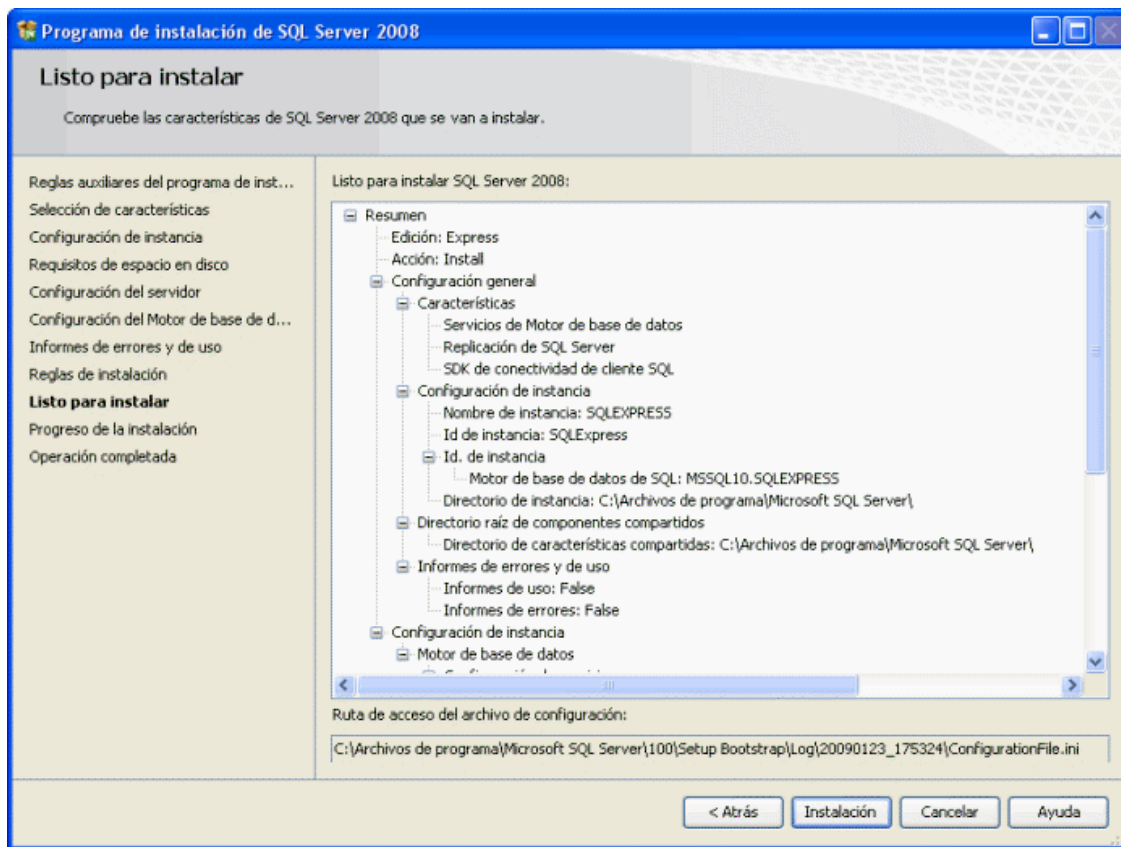 Programa de instalación de SQL Server 2008
Listo para instalar
Compruebe las características de SQL Server 2008 que se van a instalar.
Reglas auxiliares del programa de inst...
Selección de características
Configuración de instancia
Requisitos de espacio en disco
Configuración del servidor
Configuración del Motor de base de d...
Informes de errores y de uso
Reglas de instalación
Listo para instalar
Progreso de la instalación
Operación completada
Listo para instalar SQL Server 2008:
Resumen
Edición: Express
Acción: Install
Configuración general
Características
Servicios de Motor de base de datos
Replicación de SQL Server
SDK de conectividad de cliente SQL
Configuración de instancia
Nombre de instancia: SQLEXPRESS
Id de instancia: SQLExpress
Id. de instancia
Motor de base de datos de SQL: MSSQL10.SQLEXPRESS
Directorio de instancia: C:\Archivos de programa\Microsoft SQL Server\
Directorio raíz de componentes compartidos
Directorio de características compartidas: C:\Archivos de programa\Microsoft SQL Server\
Informes de errores y de uso
Informes de uso: False
Informes de errores: False
Configuración de instancia
Motor de base de datos
Ruta de acceso del archivo de configuración:
C:\Archivos de programa\Microsoft SQL Server\100\Setup Bootstrap\Log\20090123_175324\ConfigurationFile.ini
< Atrás
Instalación
Cancelar
Ayuda